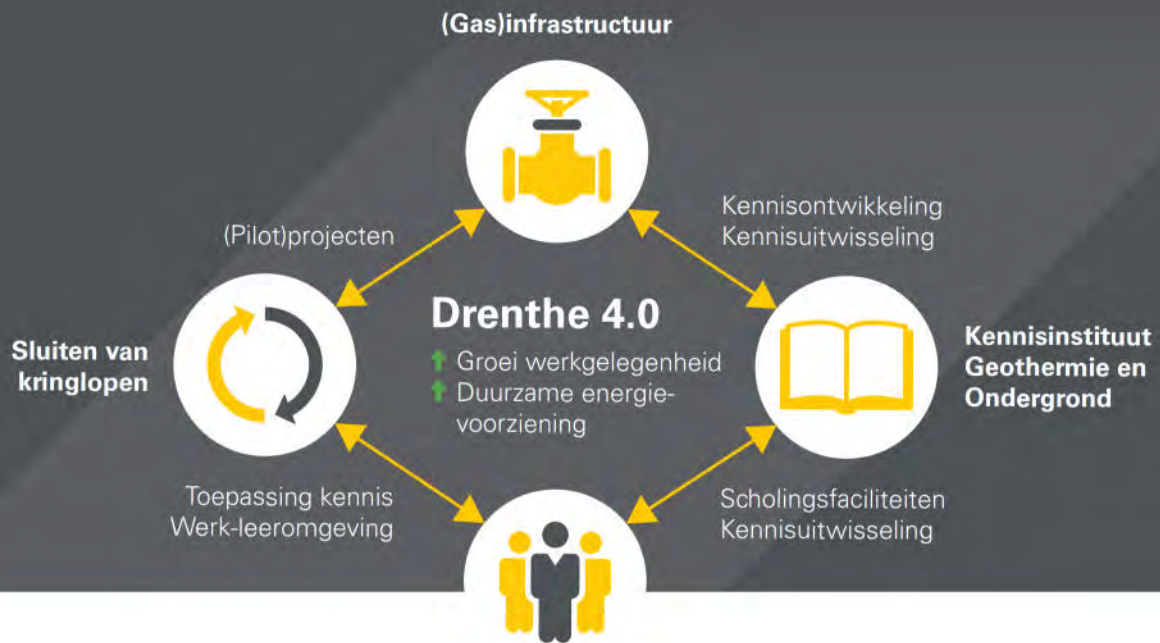 (Gas)infrastructuur
(Pilot)projecten
Kennisontwikkeling
Kennisuitwisseling
Sluiten van
kringlopen
Drenthe 4.0
Groei werkgelegenheid
Duurzame energie-
voorziening
Kennisinstituut
Geothermie en
Ondergrond
Toepassing kennis
Werk-leeromgeving
Scholingsfaciliteiten
Kennisuitwisseling